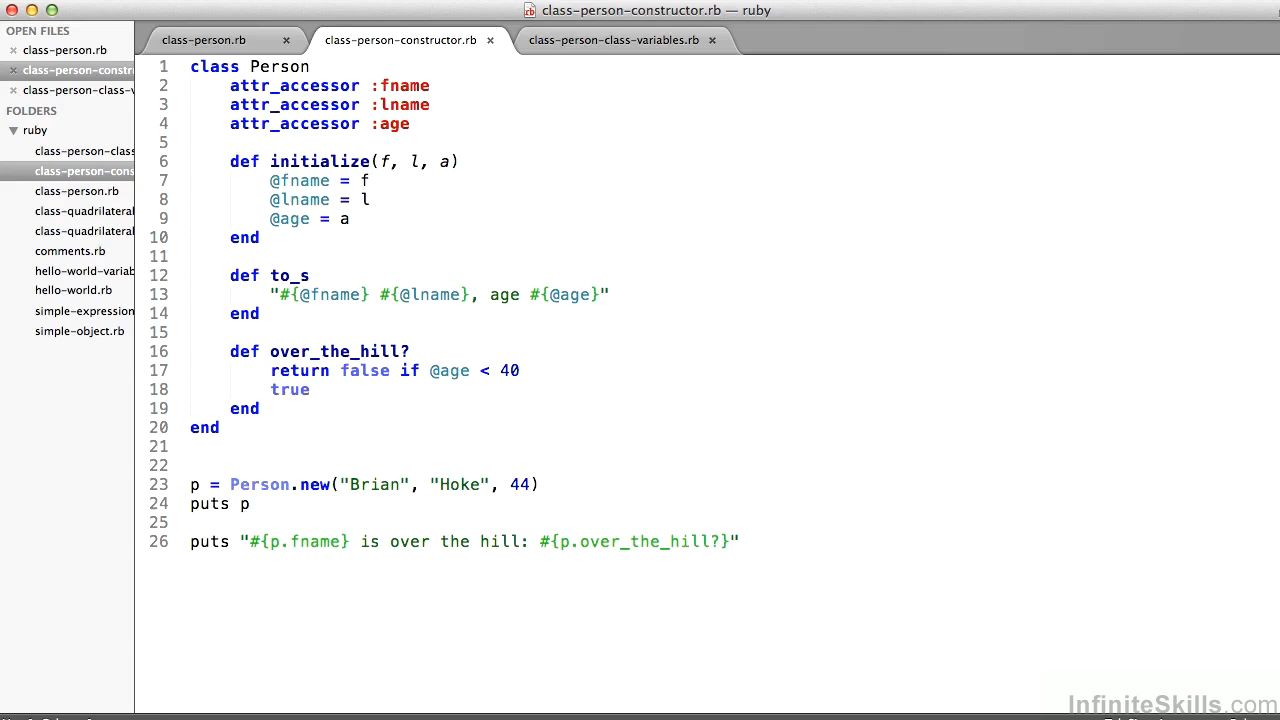 class-person-constructor.rb — ruby
OPEN FILES
class-person.rb
class-person-constr
class-person-class-v
FOLDERS
ruby
class-person-class
class-person-cons
class-person.rb
class-quadrilateral
class-quadrilateral
comments.rb
hello-world-variab
hello-world.rb
simple-expression
simple-object.rb
class-person.rb
class-person-constructor.rb
class-person-class-variables.rb
1 class Person
2 attr_accessor :fname
3 attr_accessor :lname
4 attr_accessor :age
5
6 def initialize(f, l, a)
7 @fname = f
8 @lname = l
9 @age = a
10 end
11
12 def to_s
13 "#{@fname} #{@lname}, age #{@age}"
14 end
15
16 def over_the_hill?
17 return false if @age < 40
18 true
19 end
20 end
21
22
23 p = Person.new("Brian", "Hoke", 44)
24 puts p
25
26 puts "#{p.fname} is over the hill: #{p.over_the_hill?}"
InfiniteSkills.com